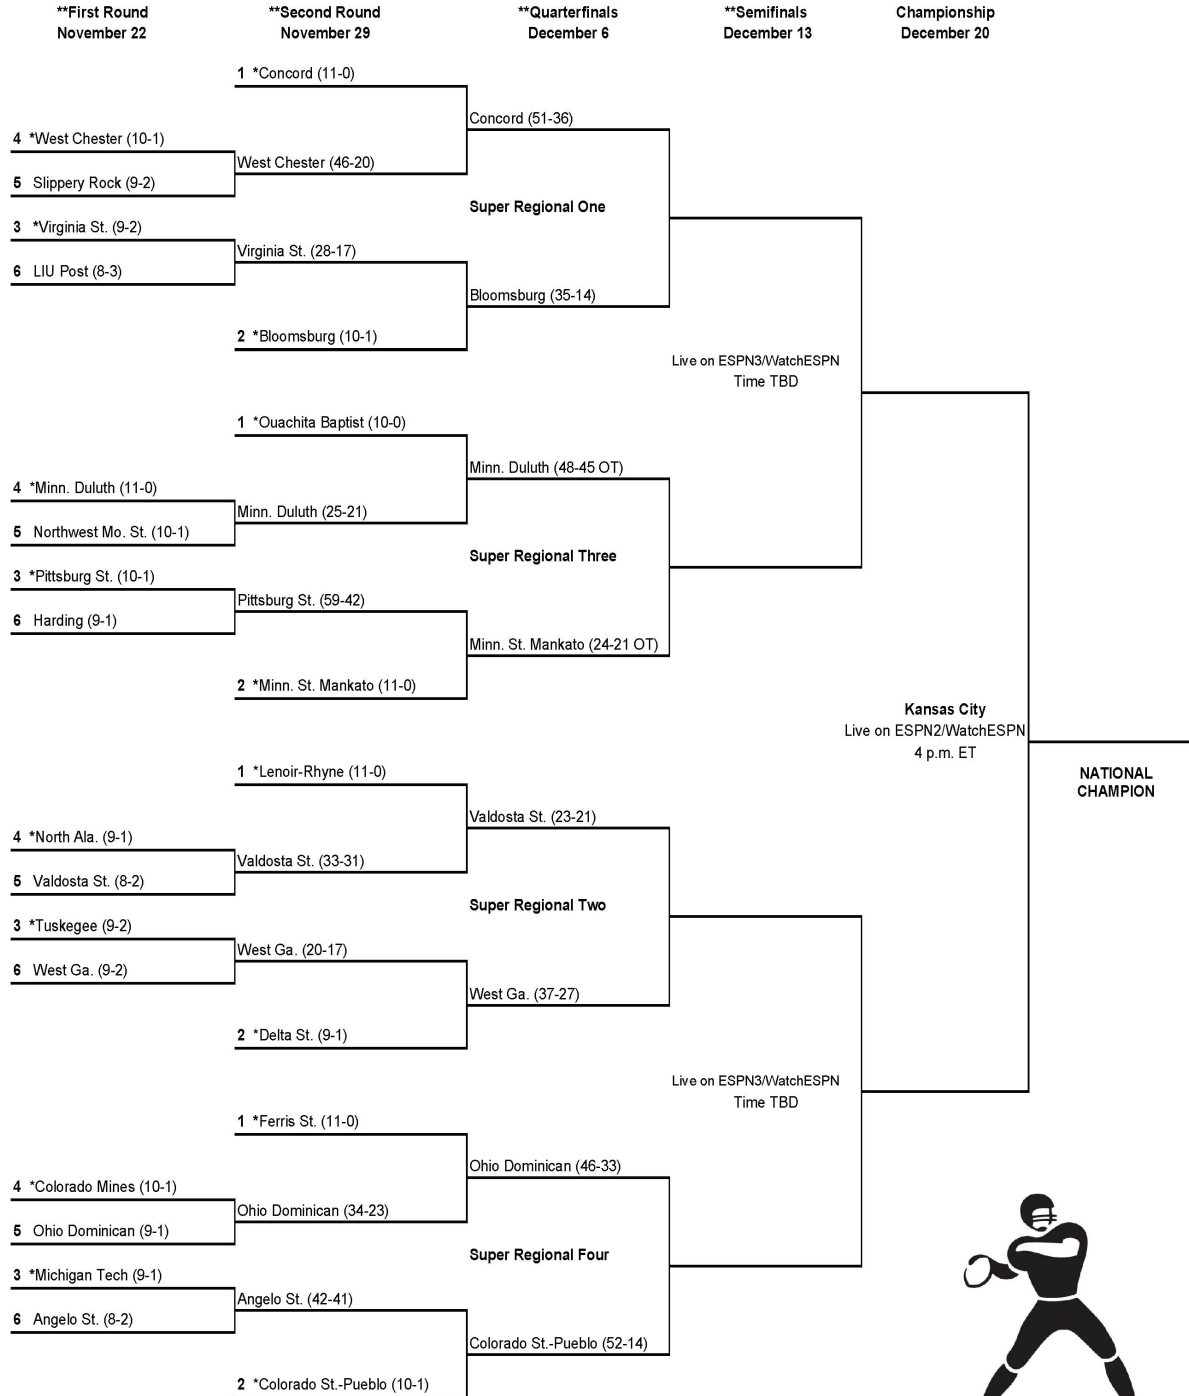 **First Round
November 22
**Second Round
November 29
**Quarterfinals
December 6
**Semifinals
December 13
Championship
December 20
1 *Concord (11-0)
Concord (51-36)
4 *West Chester (10-1)
West Chester (46-20)
5 Slippery Rock (9-2)
Super Regional One
3 *Virginia St. (9-2)
Virginia St. (28-17)
6 LIU Post (8-3)
Bloomsburg (35-14)
2 *Bloomsburg (10-1)
Live on ESPN3/WatchESPN
Time TBD
1 *Ouachita Baptist (10-0)
Minn. Duluth (48-45 OT)
4 *Minn. Duluth (11-0)
Minn. Duluth (25-21)
5 Northwest Mo. St. (10-1)
Super Regional Three
3 *Pittsburg St. (10-1)
Pittsburg St. (59-42)
6 Harding (9-1)
Minn. St. Mankato (24-21 OT)
2 *Minn. St. Mankato (11-0)
Kansas City
Live on ESPN2/WatchESPN
4 p.m. ET
NATIONAL
CHAMPION
1 *Lenoir-Rhyne (11-0)
Valdosta St. (23-21)
4 *North Ala. (9-1)
Valdosta St. (33-31)
5 Valdosta St. (8-2)
Super Regional Two
3 *Tuskegee (9-2)
West Ga. (20-17)
6 West Ga. (9-2)
West Ga. (37-27)
2 *Delta St. (9-1)
Live on ESPN3/WatchESPN
Time TBD
1 *Ferris St. (11-0)
Ohio Dominican (46-33)
4 *Colorado Mines (10-1)
Ohio Dominican (34-23)
5 Ohio Dominican (9-1)
Super Regional Four
3 *Michigan Tech (9-1)
Angelo St. (42-41)
6 Angelo St. (8-2)
Colorado St.-Pueblo (52-14)
2 *Colorado St.-Pueblo (10-1)